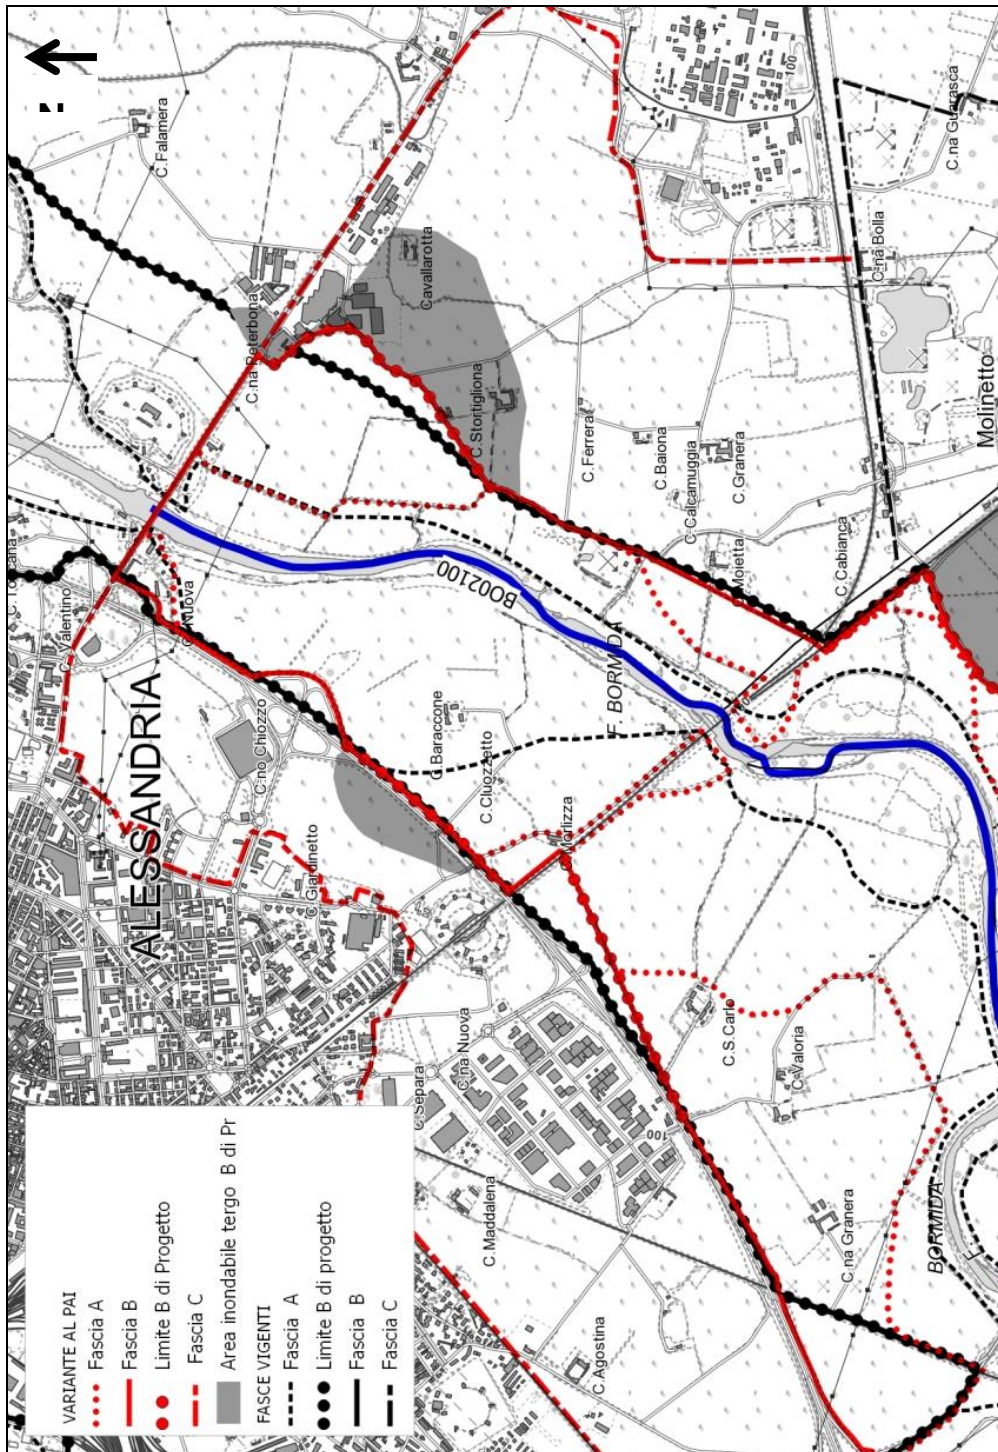 VARIANTE AL PAI
Fascia A
Fascia B
Limite B di Progetto
Fascia C
Area inondabile tergo B di Pr
FASCE VIGENTI
Fascia A
Limite B di progetto
Fascia B
Fascia C
N
ALESSANDRIA
C. Valentino
C. Nuova
C.no Chiozzo
C. Giardinetto
C.Baraccone
C.Cluozzetto
C. Morlizza
C.na Nuova
C.Separa
C.Maddalena
C.Agostina
100
C.S.Carlo
C.Valoria
C.na Granera
BORMIDA
F. BORMIDA
BO02100
C.Falamera
C.na Peterbona
Cavallarotta
C.Stortigliona
C.Ferrera
C.Baiona
C.Calcamuggia
C.Granera
C.Moietta
C.Cabianca
Molinetto
C.na Bolla
C.na Guarasca
100